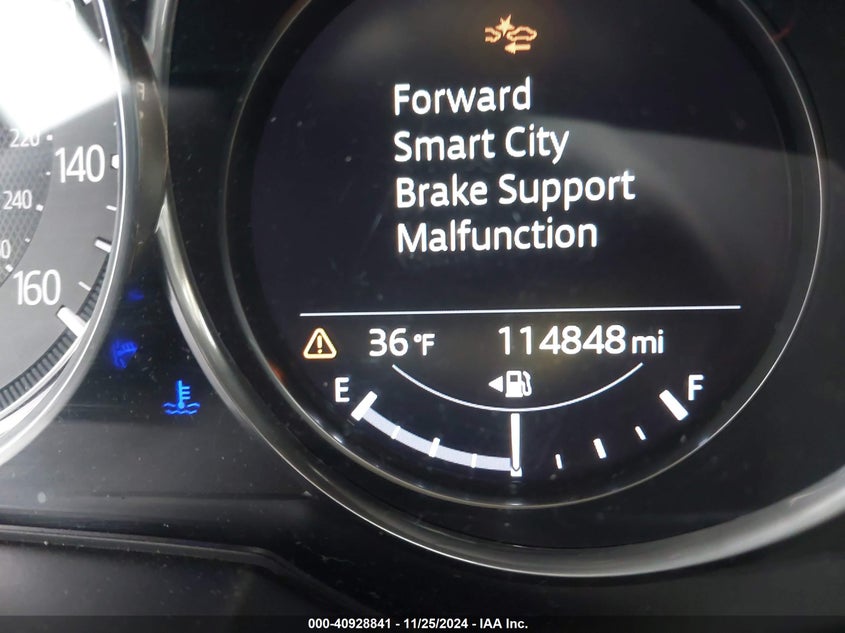 Forward
Smart City
Brake Support
Malfunction
220
140
240
160
36°F 114848 mi
E F
000-40928841 - 11/25/2024 - IAA Inc.